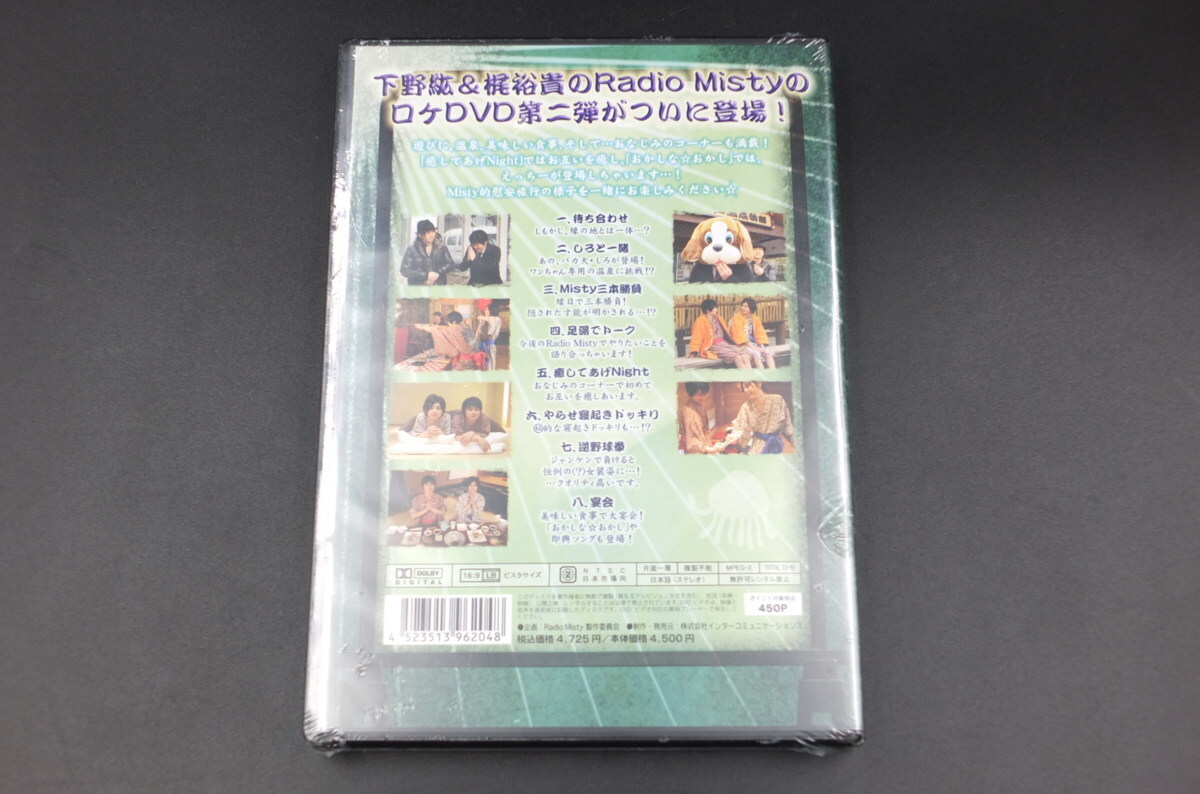 下野紘&梶裕貴のRadio Mistyの
ロケDVD第二弾がついに登場!
遊びに、温泉、美味しい食事、そして…おなじみのコーナーも満載!
「癒してあげNight」ではお互いを癒し、「おかしな☆おかし」では、
えっちーが登場しちゃいます…!
Misty的慰安旅行の様子を一緒にお楽しみください☆
一、待ち合わせ
しもかじ、縁の地とは一体…?
二、しろと一緒
あの、バカ犬・しろが登場!
ワンちゃん専用の温泉に挑戦!?
三、Misty三本勝負
縁日で三本勝負!
隠された才能が明かされる…!?
四、足湯でトーク
今後のRadio Mistyでやりたいことを
語り合っちゃいます!
五、癒してあげNight
おなじみのコーナーで初めて
お互いを癒しあいます。
六、やらせ寝起きドッキリ
的な寝起きドッキリも…!?
七、逆野球拳
ジャンケンで負けると
恒例の(?)女装姿に…!
…クオリティ高いです。
八、宴会
美味しい食事で大宴会!
「おかしな☆おかし」や
即興ソングも登場!
DOLBY DIGITAL
16:9 LB ビスタサイズ
2 NTSC 日本市場向
片面一層 複製不能 MPEG-2
日本語(ステレオ) 無許可レンタル禁止
ポイント対象商品
450P
4 523513 962048
●企画:Radio Misty 製作委員会 ●制作・発売元 株式会社インターコミュニケーションズ
税込価格 4,725円/本体価格 4,500円